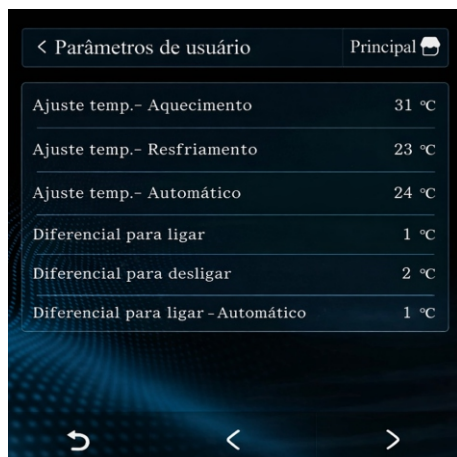 < Parâmetros de usuário
Principal
Ajuste temp.– Aquecimento 31 °C
Ajuste temp.– Resfriamento 23 °C
Ajuste temp.– Automático 24 °C
Diferencial para ligar 1 °C
Diferencial para desligar 2 °C
Diferencial para ligar – Automático 1 °C